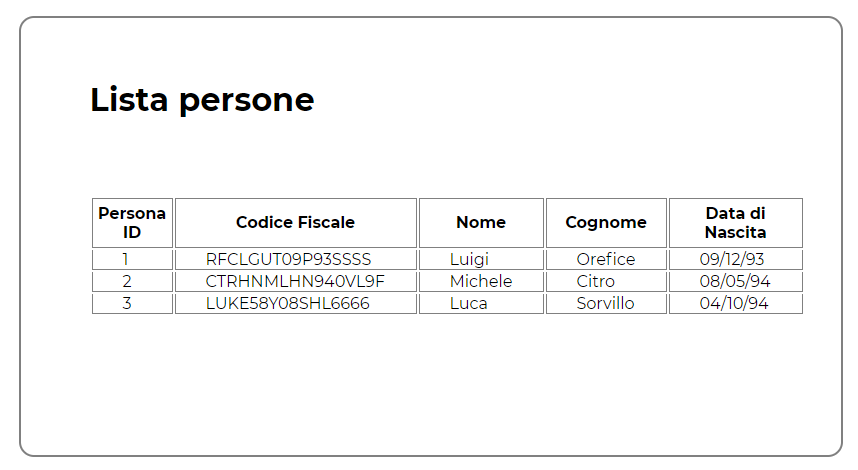 Lista persone
Persona ID Codice Fiscale Nome Cognome Data di Nascita
1 RFCLGUT09P93SSSS Luigi Orefice 09/12/93
2 CTRHNMLHN940VL9F Michele Citro 08/05/94
3 LUKE58Y08SHL6666 Luca Sorvillo 04/10/94